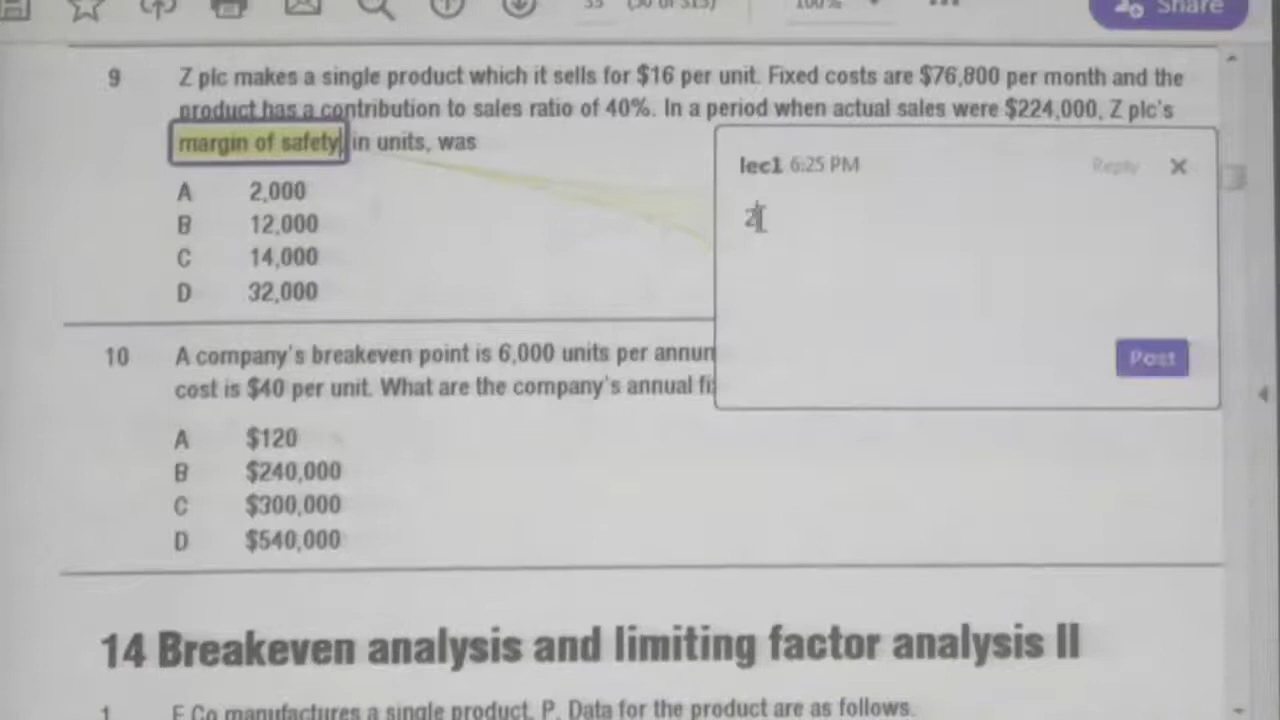 Share
9 Z plc makes a single product which it sells for $16 per unit. Fixed costs are $76,800 per month and the
product has a contribution to sales ratio of 40%. In a period when actual sales were $224,000, Z plc's
margin of safety, in units, was
A 2,000
B 12,000
C 14,000
D 32,000
lec1 6:25 PM
Reply
Post
10 A company's breakeven point is 6,000 units per annum
cost is $40 per unit. What are the company's annual
A $120
B $240,000
C $300,000
D $540,000
14 Breakeven analysis and limiting factor analysis II
1 F Co manufactures a single product, P. Data for the product are as follows.